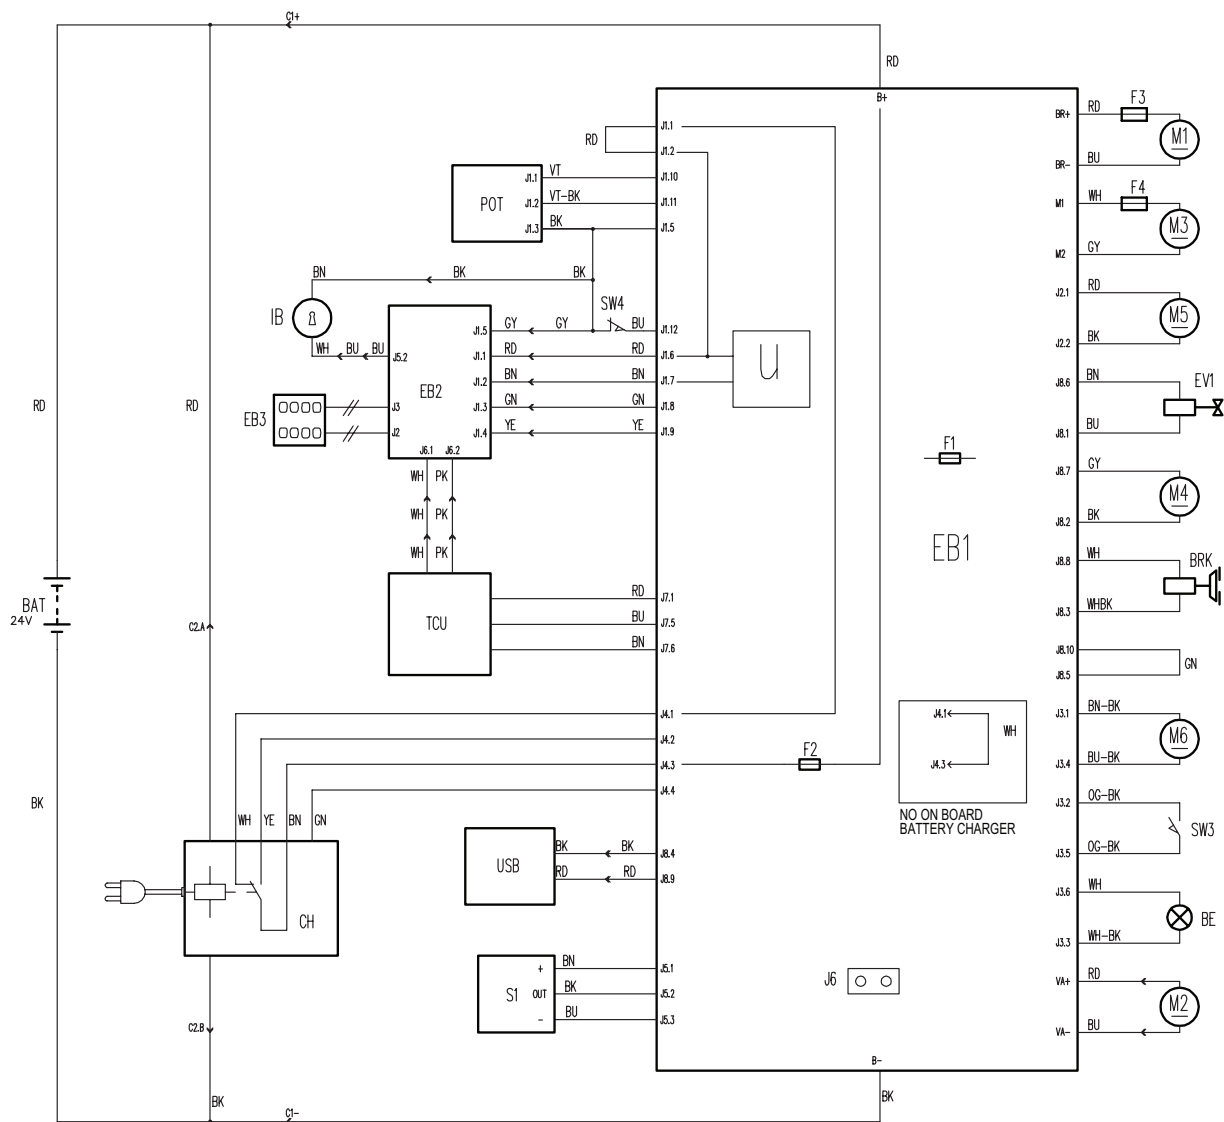 C1+
RD
B+
BR+ RD F3
M1
J1.1
RD
J1.2
BR- BU
J1.1 VT J1.10
POT J1.2 VT-BK J1.11
J1.3 BK J1.5
M1 WH F4
M3
M2 GY
BN BK BK
IB
SW4
J2.1 RD
M5
J1.5 GY GY BU J1.12
WH BU BU J5.2
J2.2 BK
J1.1 RD RD J1.6
U
EB2
J1.2 BN BN J1.7
J8.6 BN
EV1
RD
RD
EB3
J3
J1.3 GN GN J1.8
J2
J1.4 YE YE J1.9
J8.1 BU
J6.1 J6.2
F1
WH PK
J8.7 GY
M4
WH PK
J8.2 BK
EB1
WH PK
J8.8 WH
BRK
BAT
24V
TCU
RD J7.1
BU J7.5
BN J7.6
J8.3 WHBK
C2.A
J8.10
GN
J8.5
J4.1
J4.1
WH
J3.1 BN-BK
M6
J4.2
F2
J4.3
J4.3
J3.4 BU-BK
J4.4
BK
J3.2 OG-BK
NO ON BOARD
BATTERY CHARGER
WH YE BN GN
SW3
USB
BK BK J8.4
RD RD J8.9
J3.5 OG-BK
CH
J3.6 WH
BE
J3.3 WH-BK
S1
+ BN J5.1
OUT BK J5.2
- BU J5.3
J6
VA+ RD
M2
VA- BU
C2.B
B-
BK
BK
C1-